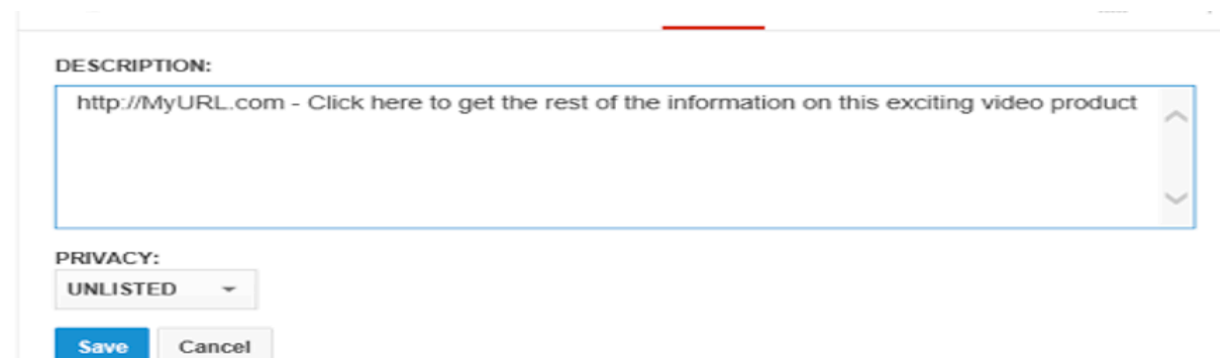 DESCRIPTION:
http://MyURL.com - Click here to get the rest of the information on this exciting video product
PRIVACY:
UNLISTED
Save Cancel